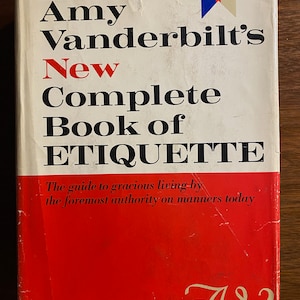 Amy
Vanderbilt's
New
Complete
Book of
ETIQUETTE
The guide to gracious living by
the foremost authority on manners today
AV